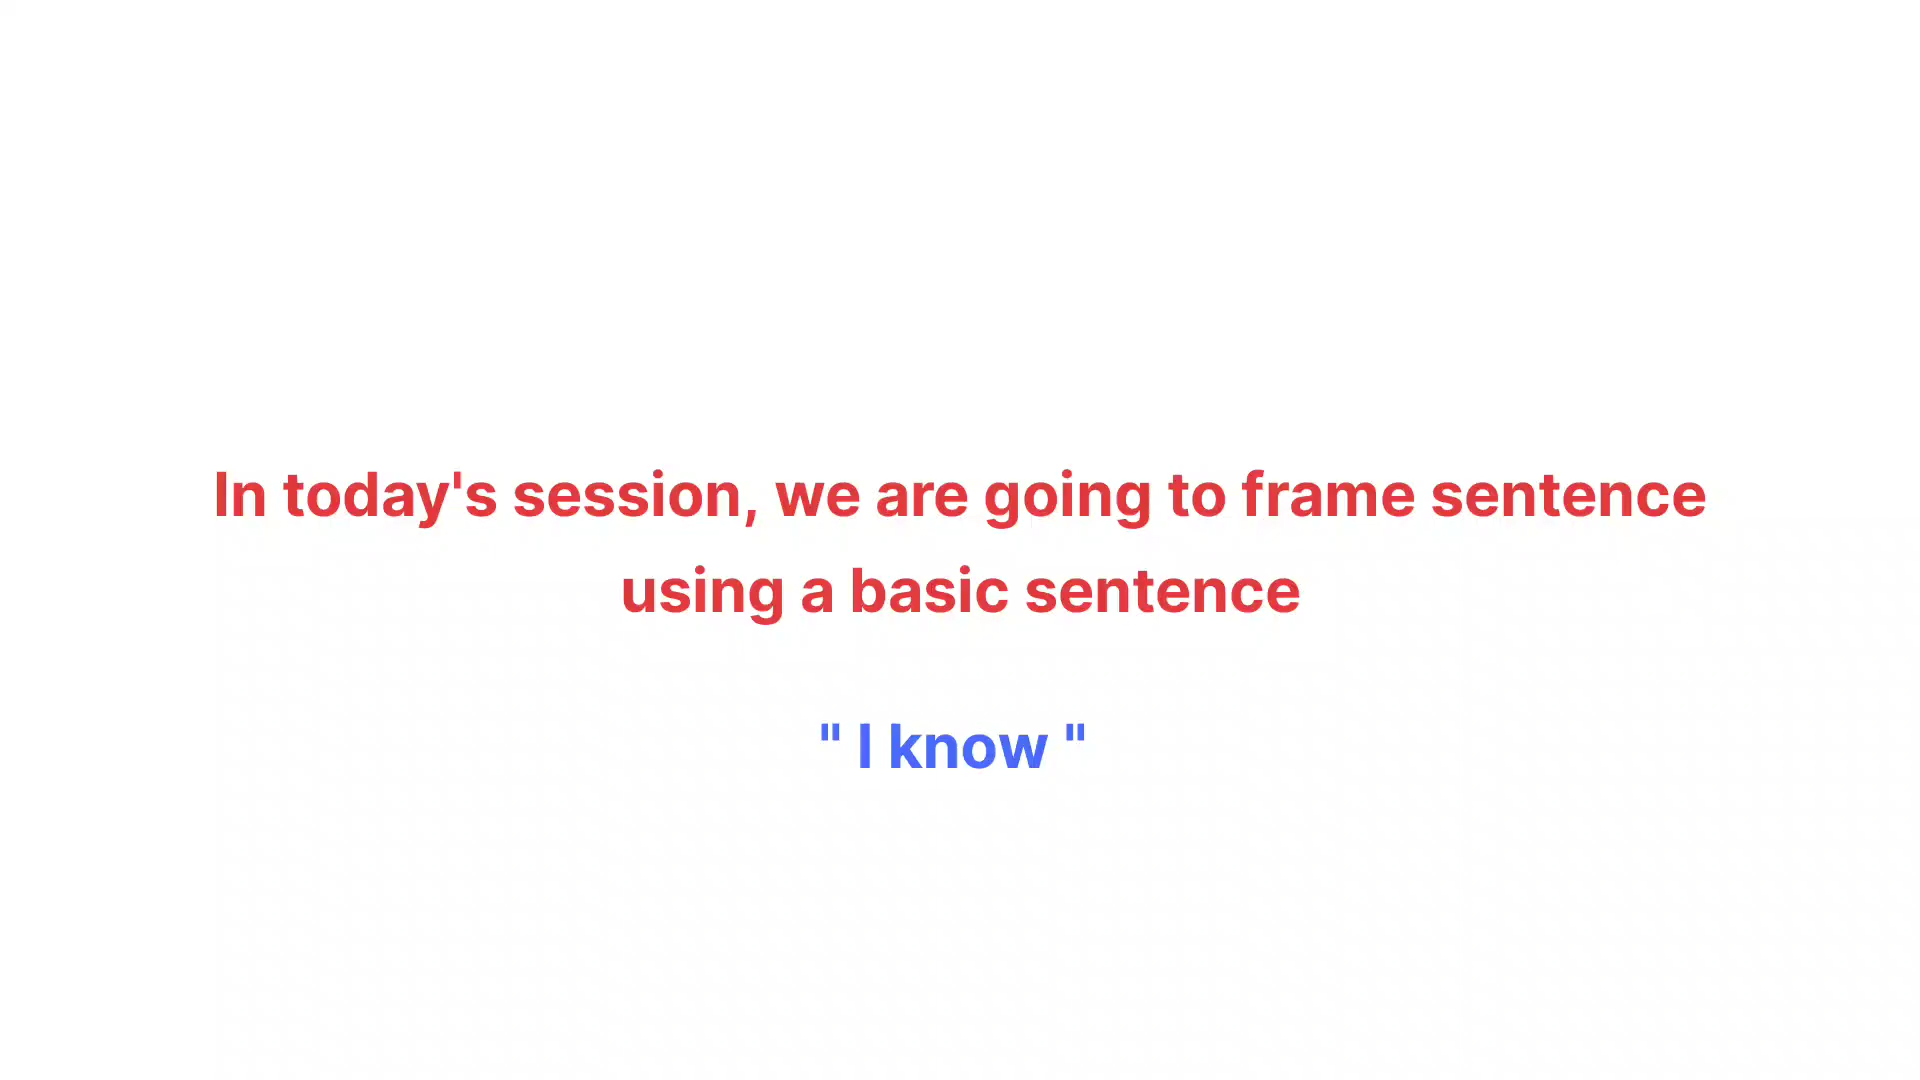 In today's session, we are going to frame sentence
using a basic sentence
" I know "